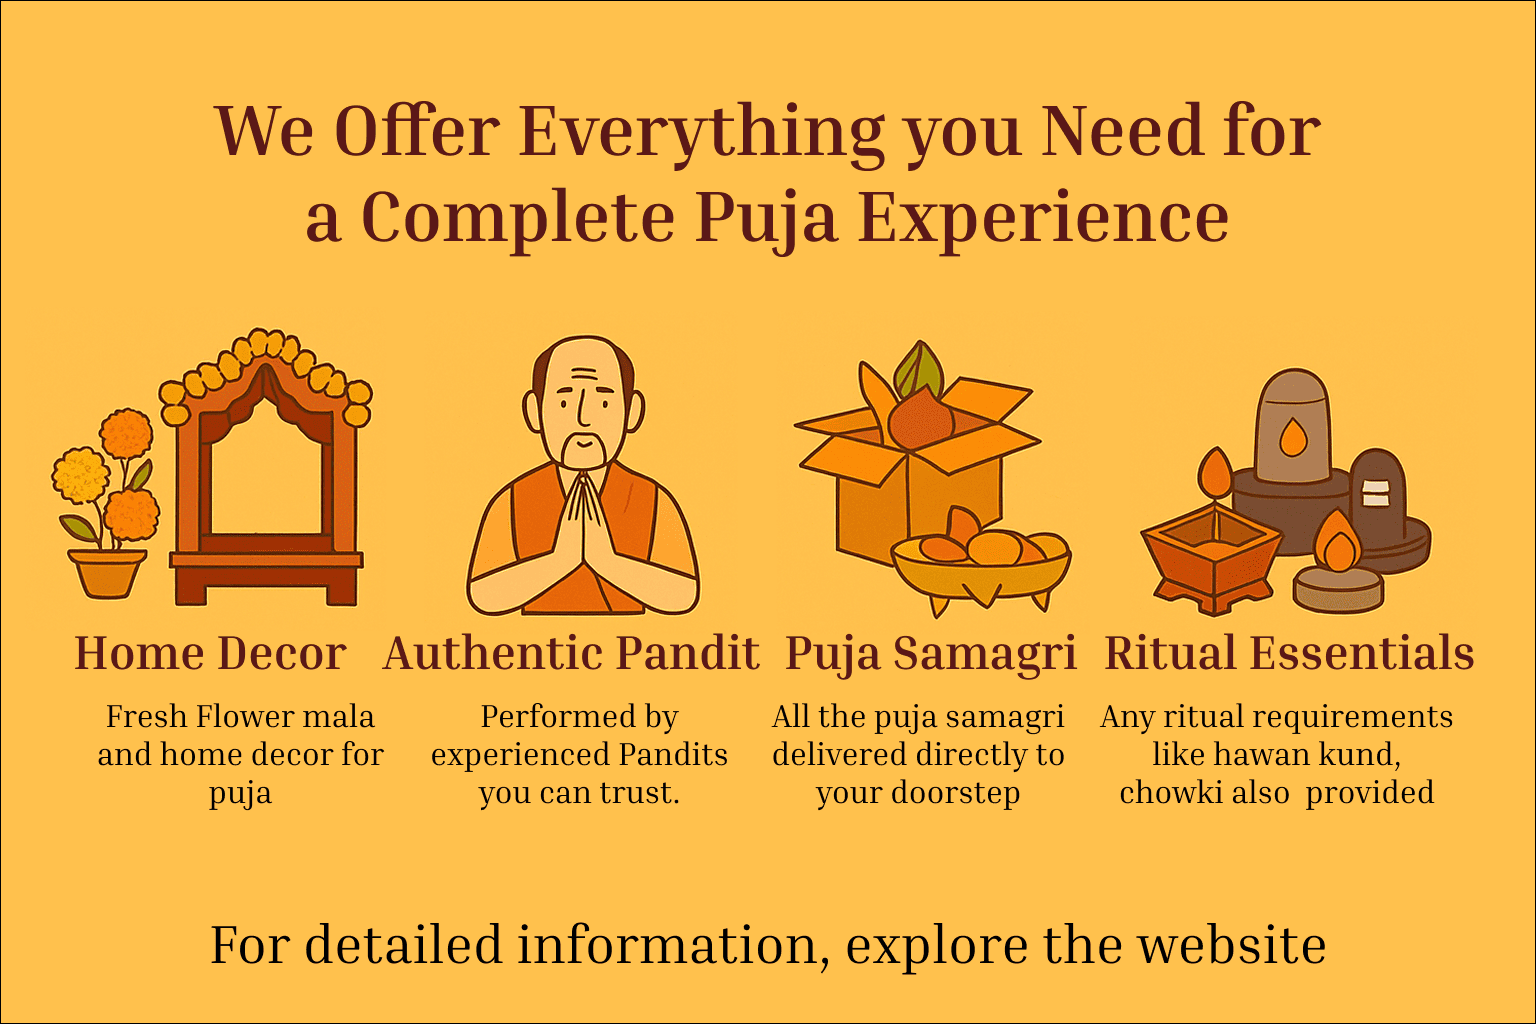 We Offer Everything you Need for
a Complete Puja Experience
Home Decor
Fresh Flower mala
and home decor for
puja
Authentic Pandit
Performed by
experienced Pandits
you can trust.
Puja Samagri
All the puja samagri
delivered directly to
your doorstep
Ritual Essentials
Any ritual requirements
like hawan kund,
chowki also  provided
For detailed information, explore the website